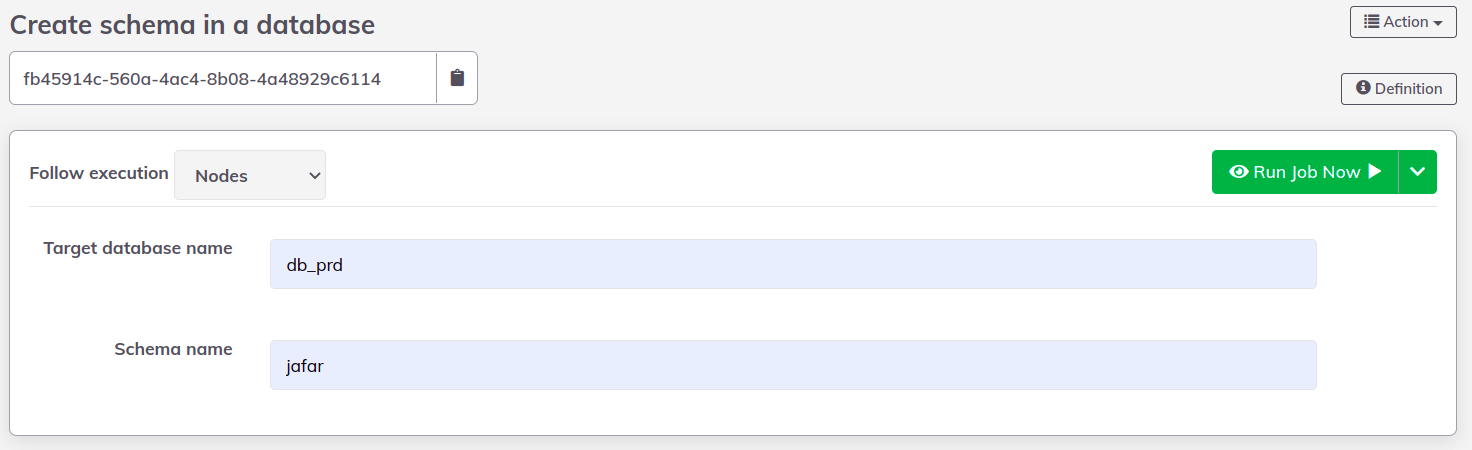 Create schema in a database
Action
fb45914c-560a-4ac4-8b08-4a48929c6114
Definition
Follow execution Nodes Run Job Now
Target database name db_prd
Schema name jafar